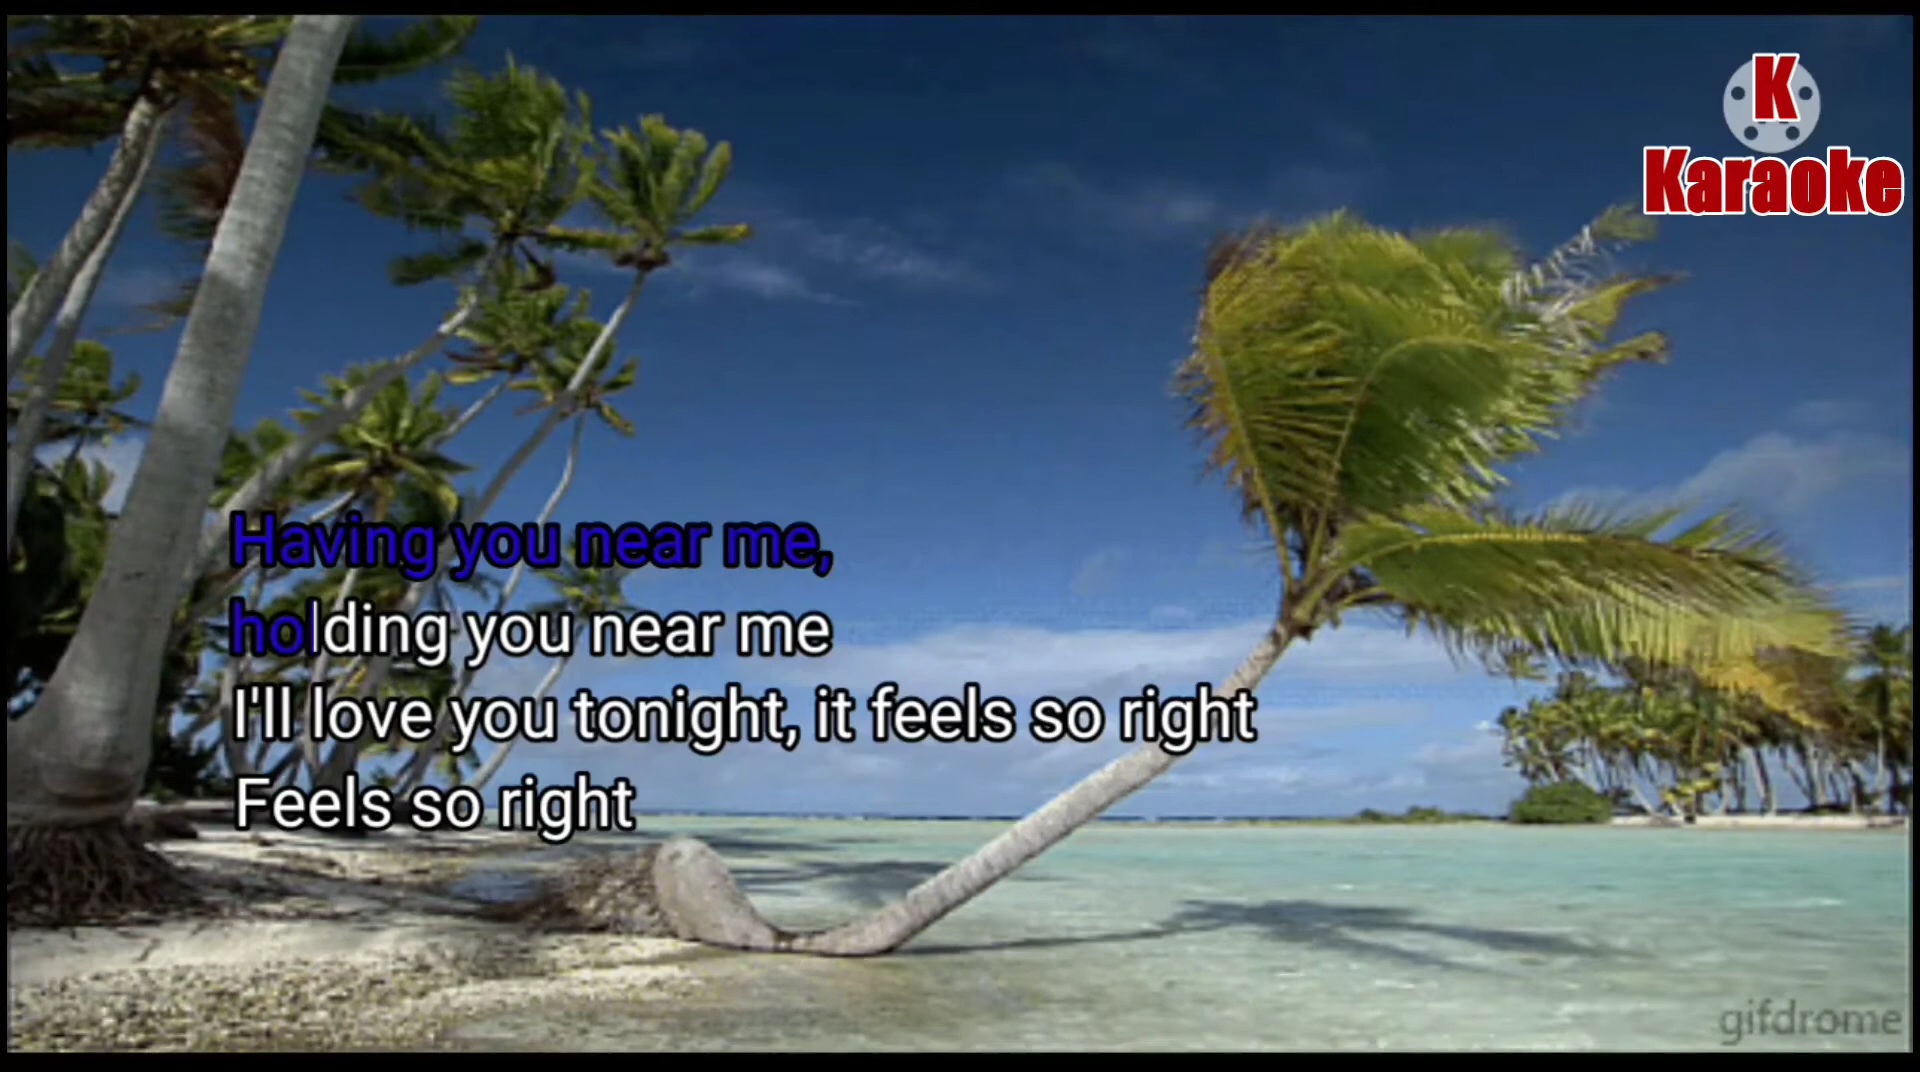 K
Karaoke
Having you near me,
holding you near me
I'll love you tonight, it feels so right
Feels so right
gifdrome